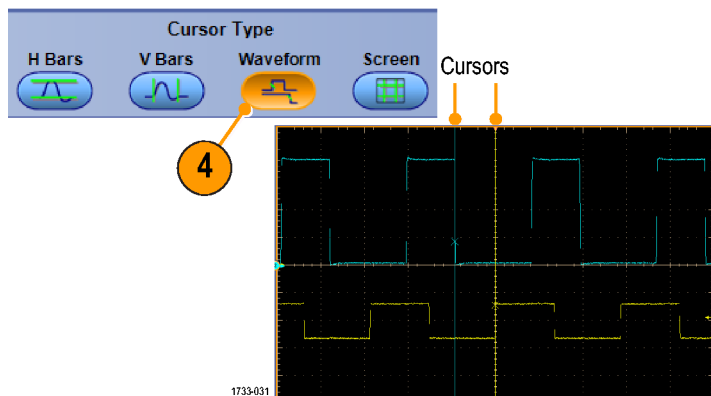 Cursor Type
H Bars
V Bars
Waveform
Screen
Cursors
4
1733-031